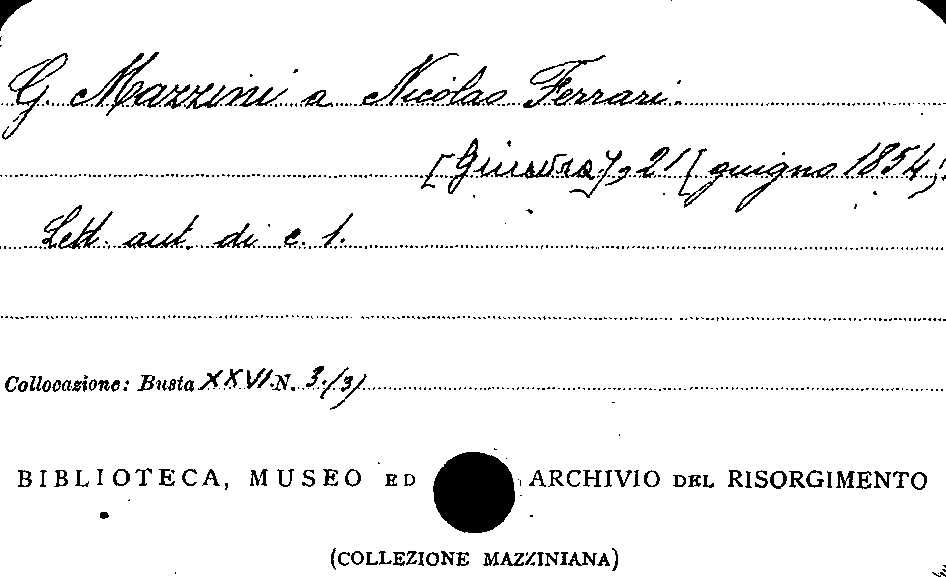 G. Mazzini a Nicolao Ferrari.
[Ginevra], 21 [giugno 1854].
Lett. aut. di c. 1.
Collocazione: Busta XXVI N. 3./3)
BIBLIOTECA, MUSEO ED ARCHIVIO DEL RISORGIMENTO
(COLLEZIONE MAZZINIANA)